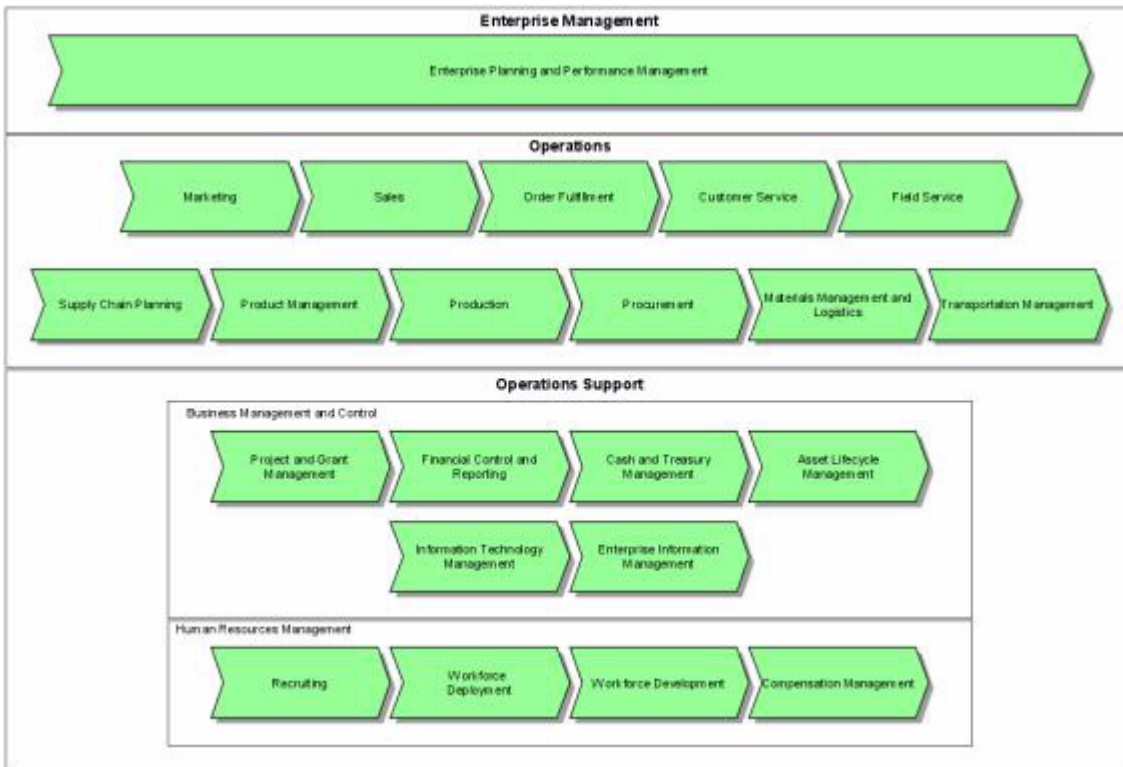 Enterprise Management
Enterprise Planning and Performance Management
Operations
Marketing
Sales
Order Fulfillment
Customer Service
Field Service
Supply Chain Planning
Product Management
Production
Procurement
Materials Management and
Logistics
Transportation Management
Operations Support
Business Management and Control
Project and Grant
Management
Financial Control and
Reporting
Cash and Treasury
Management
Asset Lifecycle
Management
Information Technology
Management
Enterprise Information
Management
Human Resources Management
Recruiting
Workforce
Deployment
Workforce Development
Compensation Management